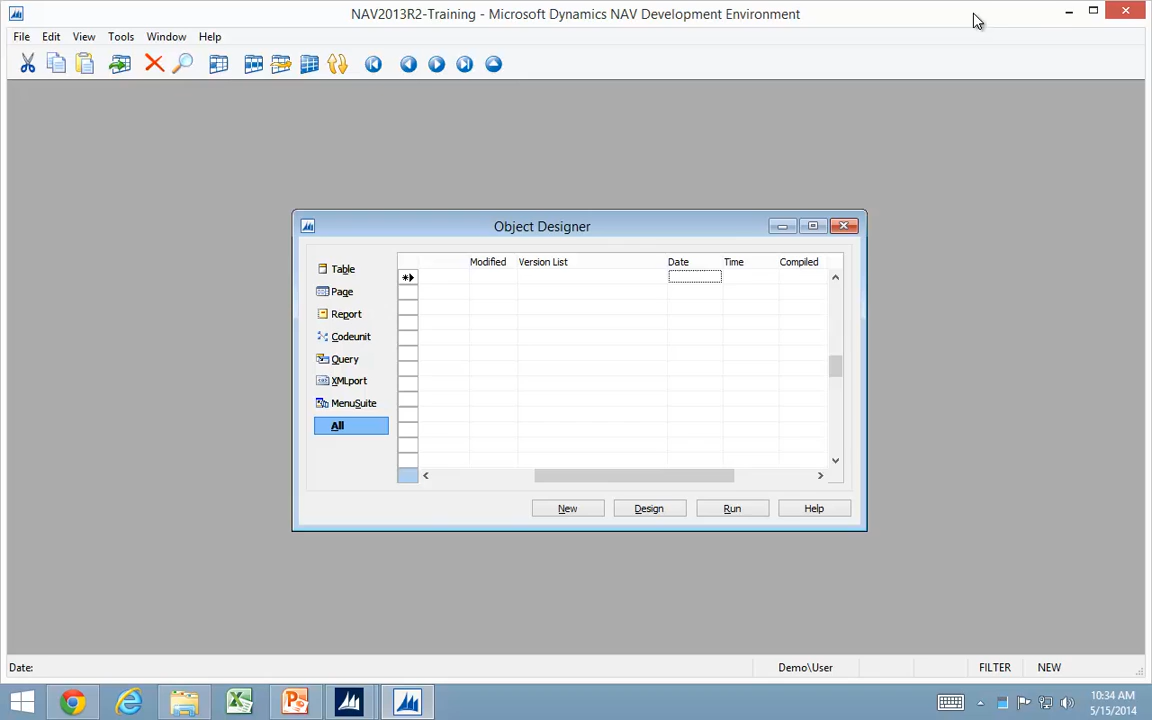 NAV2013R2-Training - Microsoft Dynamics NAV Development Environment
File Edit View Tools Window Help
Object Designer
Modified Version List Date Time Compiled
Table
Page
Report
Codeunit
Query
XMLport
MenuSuite
All
New Design Run Help
Date: Demo\User FILTER NEW
10:34 AM
5/15/2014